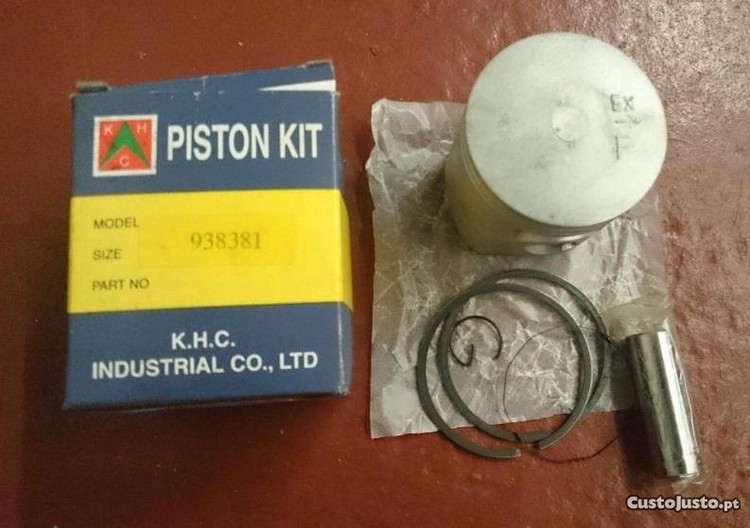 K H C
PISTON KIT
MODEL
SIZE
938381
PART NO
K.H.C.
INDUSTRIAL CO., LTD
EX
F
CustoJusto.pt